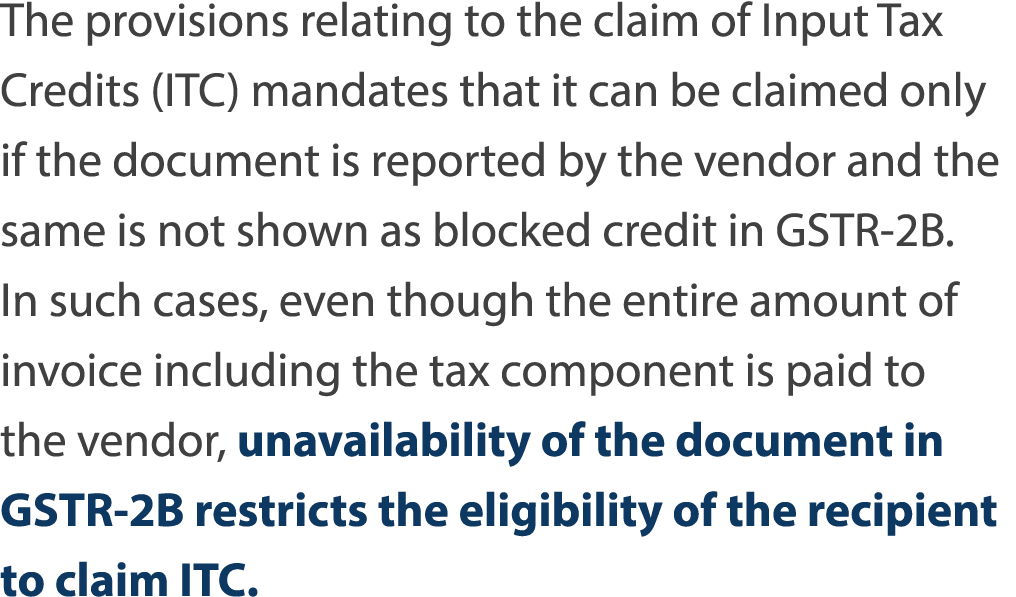 The provisions relating to the claim of Input Tax
Credits (ITC) mandates that it can be claimed only
if the document is reported by the vendor and the
same is not shown as blocked credit in GSTR-2B.
In such cases, even though the entire amount of
invoice including the tax component is paid to
the vendor, unavailability of the document in
GSTR-2B restricts the eligibility of the recipient
to claim ITC.